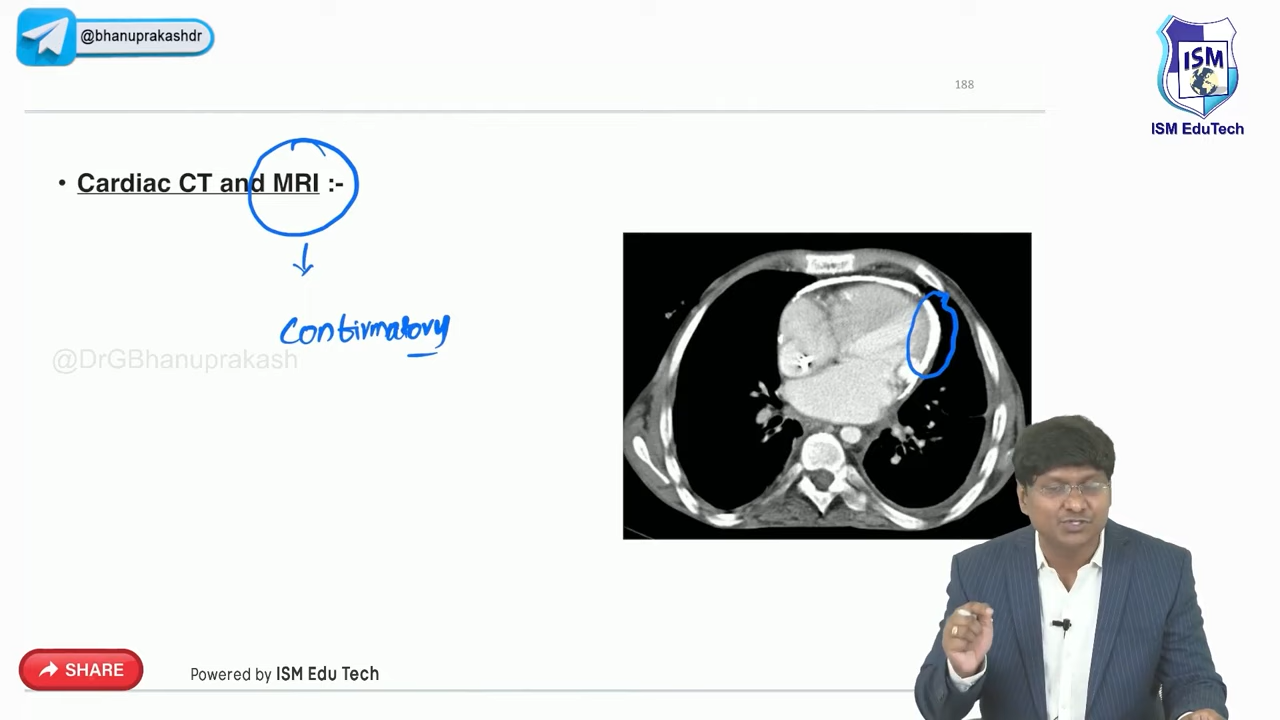 @bhanuprakashdr
ISM
ISM EduTech
188
• Cardiac CT and MRI :-
Confirmatory
@DrGBhanuprakash
SHARE
Powered by ISM Edu Tech